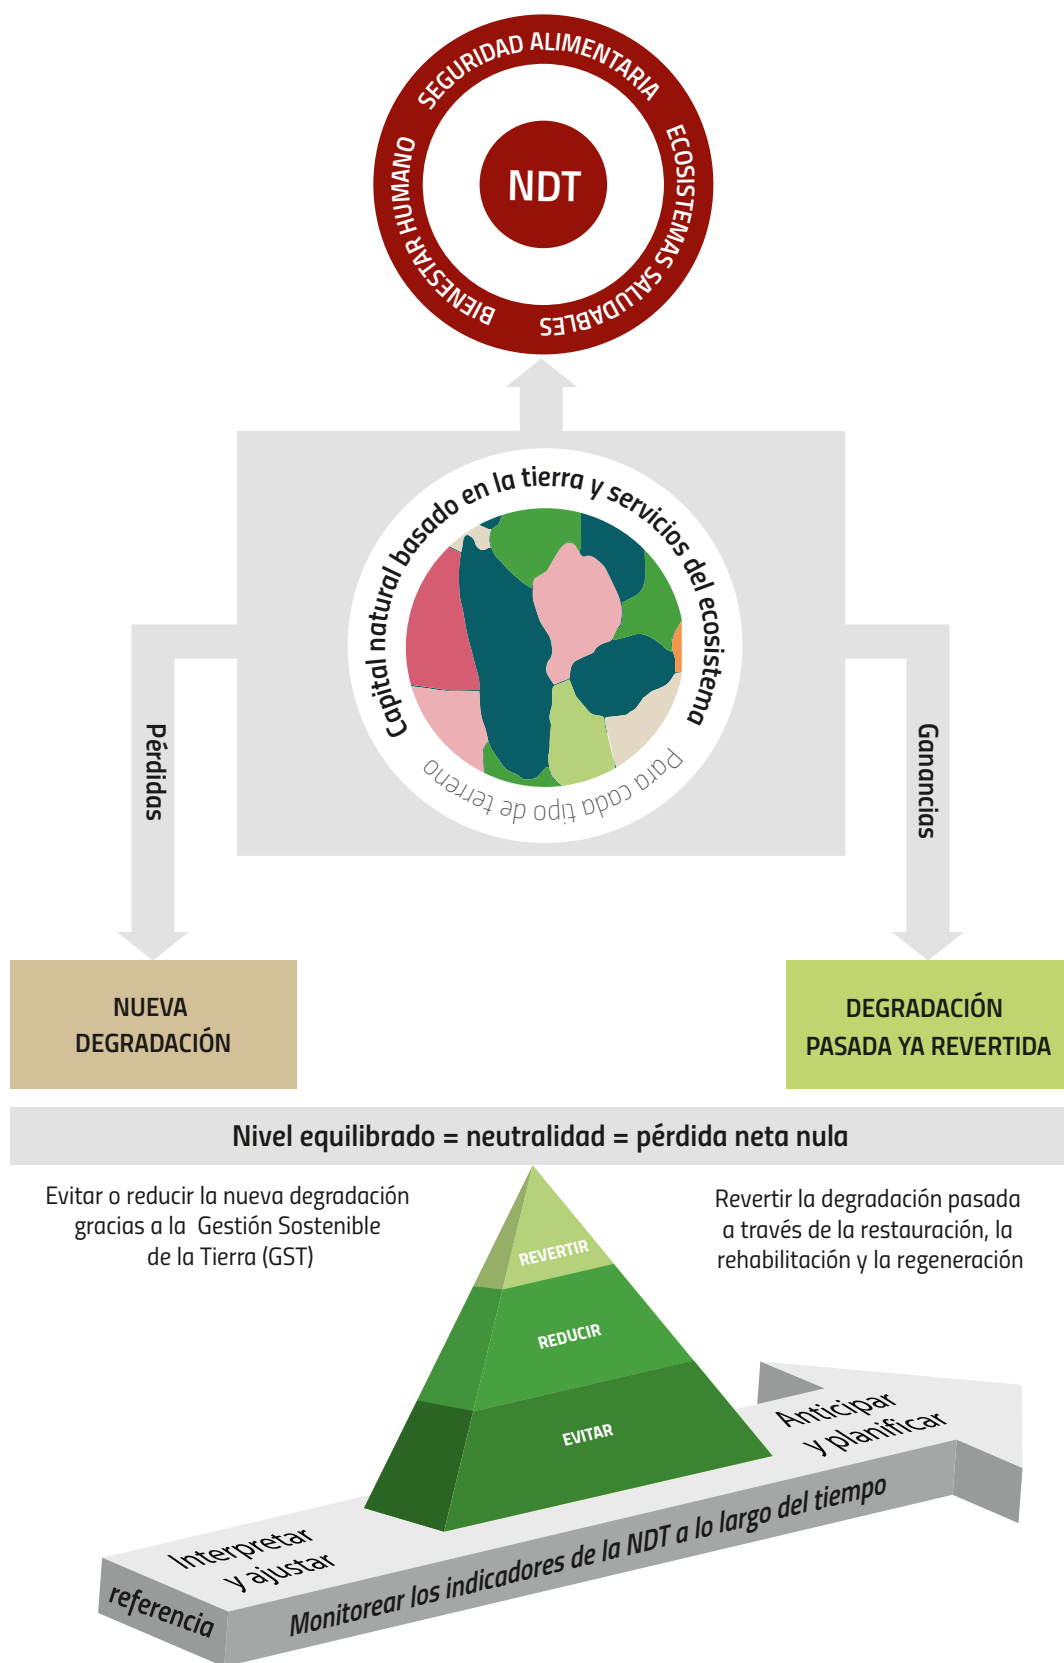 SEGURIDAD ALIMENTARIA
ECOSISTEMAS SALUDABLES
BIENESTAR HUMANO
NDT
Capital natural basado en la tierra y servicios del ecosistema
Para cada tipo de terreno
Pérdidas
Ganancias
NUEVA
DEGRADACIÓN
DEGRADACIÓN
PASADA YA REVERTIDA
Nivel equilibrado = neutralidad = pérdida neta nula
Evitar o reducir la nueva degradación
gracias a la Gestión Sostenible
de la Tierra (GST)
Revertir la degradación pasada
a través de la restauración, la
rehabilitación y la regeneración
REVERTIR
REDUCIR
EVITAR
Anticipar
y planificar
Interpretar
y ajustar
referencia
Monitorear los indicadores de la NDT a lo largo del tiempo